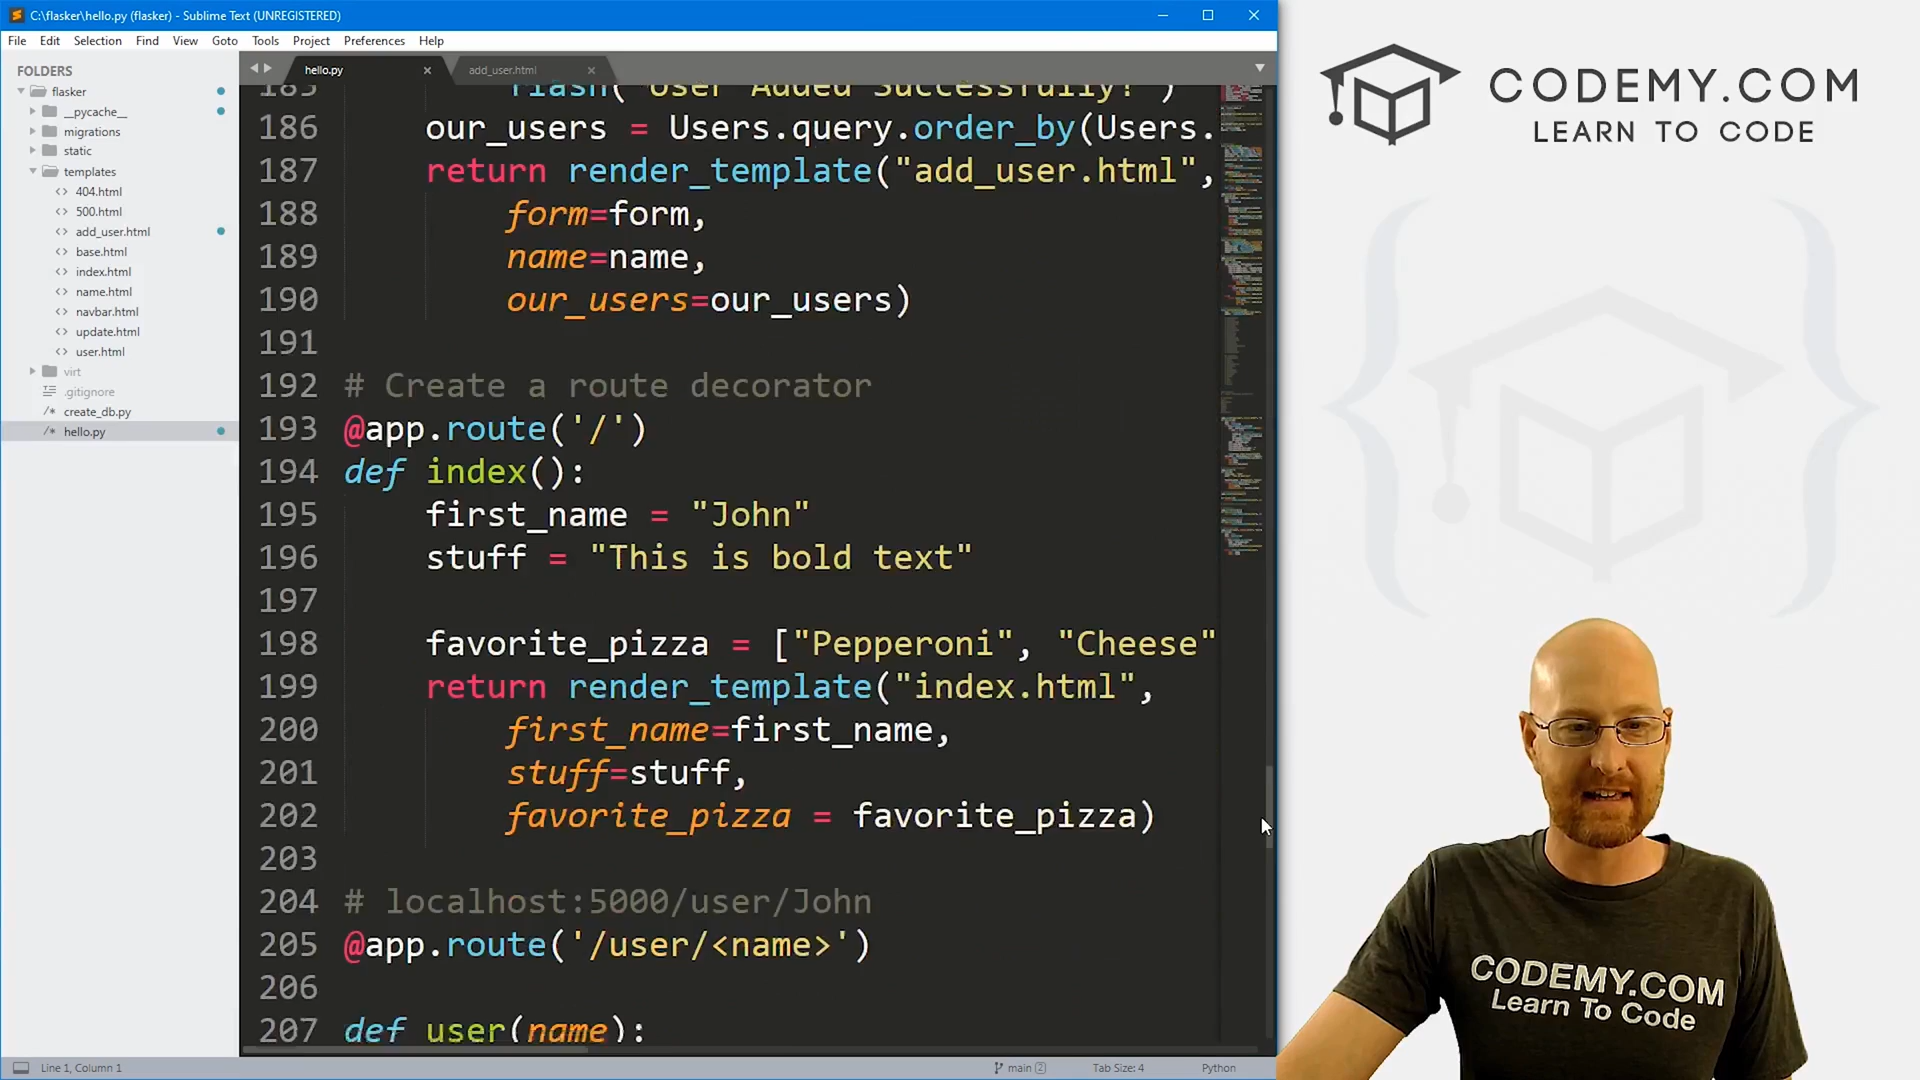 C:\flasker\hello.py (flasker) - Sublime Text (UNREGISTERED)
File Edit Selection Find View Goto Tools Project Preferences Help
FOLDERS
flasker
__pycache__
migrations
static
templates
404.html
500.html
add_user.html
base.html
index.html
name.html
navbar.html
update.html
user.html
virt
.gitignore
create_db.py
hello.py
hello.py
add_user.html
185 flash("User Added Successfully!")
186 our_users = Users.query.order_by(Users.
187 return render_template("add_user.html",
188 form=form,
189 name=name,
190 our_users=our_users)
191
192 # Create a route decorator
193 @app.route('/')
194 def index():
195 first_name = "John"
196 stuff = "This is bold text"
197
198 favorite_pizza = ["Pepperoni", "Cheese"
199 return render_template("index.html",
200 first_name=first_name,
201 stuff=stuff,
202 favorite_pizza = favorite_pizza)
203
204 # localhost:5000/user/John
205 @app.route('/user/<name>')
206
207 def user(name):
Line 1, Column 1
main 2
Tab Size: 4
Python
CODEMY.COM
LEARN TO CODE
CODEMY.COM
Learn To Code